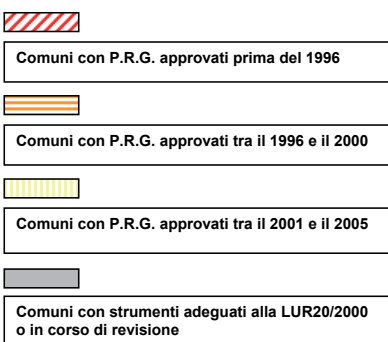 Comuni con P.R.G. approvati prima del 1996
Comuni con P.R.G. approvati tra il 1996 e il 2000
Comuni con P.R.G. approvati tra il 2001 e il 2005
Comuni con strumenti adeguati alla LUR20/2000
o in corso di revisione